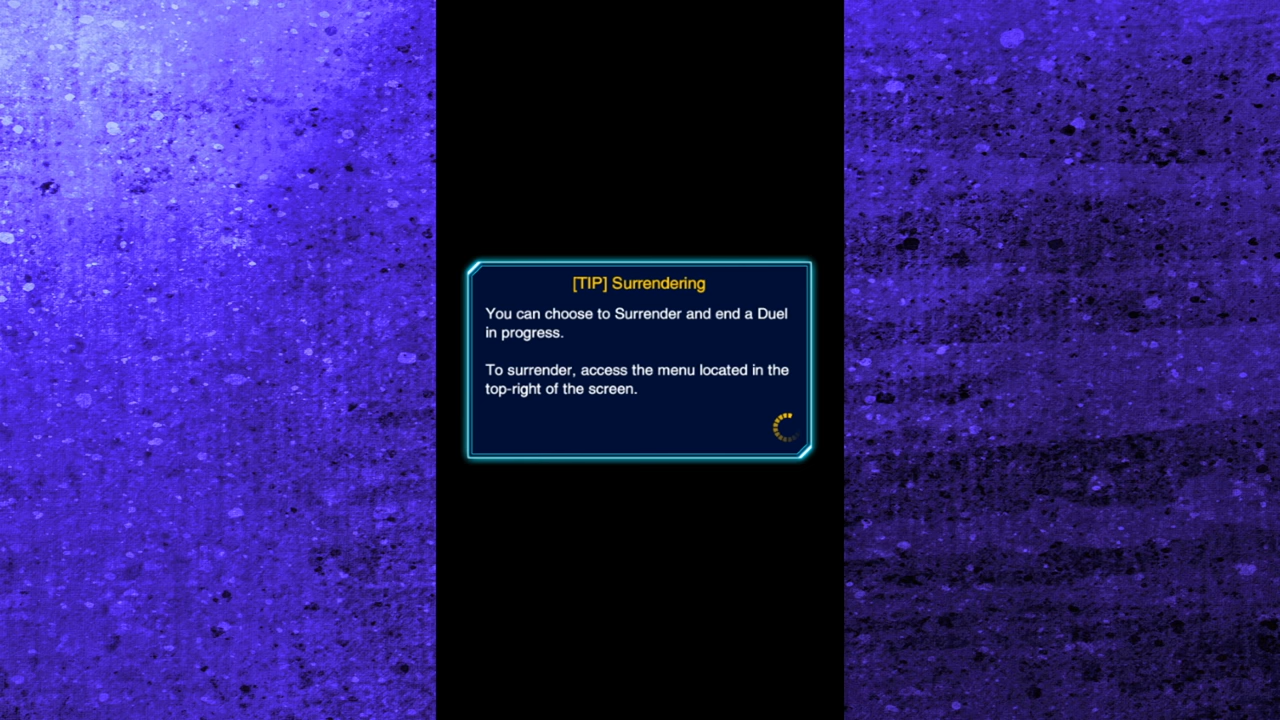 [TIP] Surrendering
You can choose to Surrender and end a Duel
in progress.
To surrender, access the menu located in the
top-right of the screen.